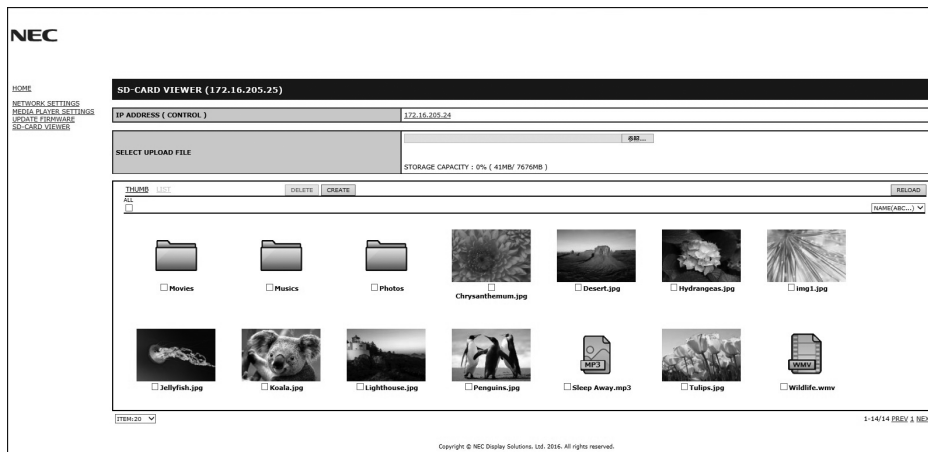 NEC
HOME
NETWORK SETTINGS
MEDIA PLAYER SETTINGS
UPDATE FIRMWARE
SD-CARD VIEWER
SD-CARD VIEWER (172.16.205.25)
IP ADDRESS ( CONTROL ) 172.16.205.24
SELECT UPLOAD FILE 参照...
STORAGE CAPACITY : 0% ( 41MB/ 7676MB )
THUMB LIST DELETE CREATE RELOAD
ALL
NAME(ABC...)
Movies Musics Photos Chrysanthemum.jpg Desert.jpg Hydrangeas.jpg img1.jpg
MP3 WMV
Jellyfish.jpg Koala.jpg Lighthouse.jpg Penguins.jpg Sleep Away.mp3 Tulips.jpg Wildlife.wmv
ITEM:20 1-14/14 PREV 1 NEX
Copyright © NEC Display Solutions, Ltd. 2016. All rights reserved.